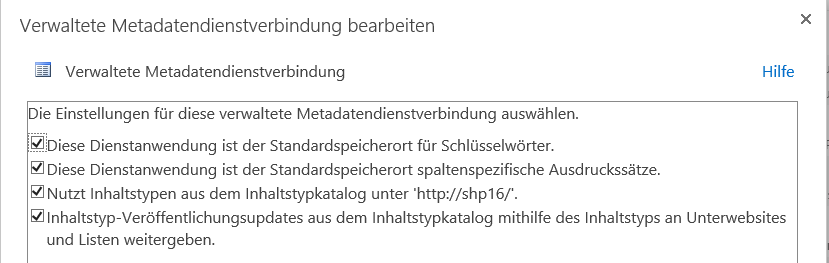 Verwaltete Metadatendienstverbindung bearbeiten
Verwaltete Metadatendienstverbindung
Hilfe
Die Einstellungen für diese verwaltete Metadatendienstverbindung auswählen.
Diese Dienstanwendung ist der Standardspeicherort für Schlüsselwörter.
Diese Dienstanwendung ist der Standardspeicherort spaltenspezifische Ausdruckssätze.
Nutzt Inhaltstypen aus dem Inhaltstypkatalog unter 'http://shp16/'.
Inhaltstyp-Veröffentlichungsupdates aus dem Inhaltstypkatalog mithilfe des Inhaltstyps an Unterwebsites
und Listen weitergeben.